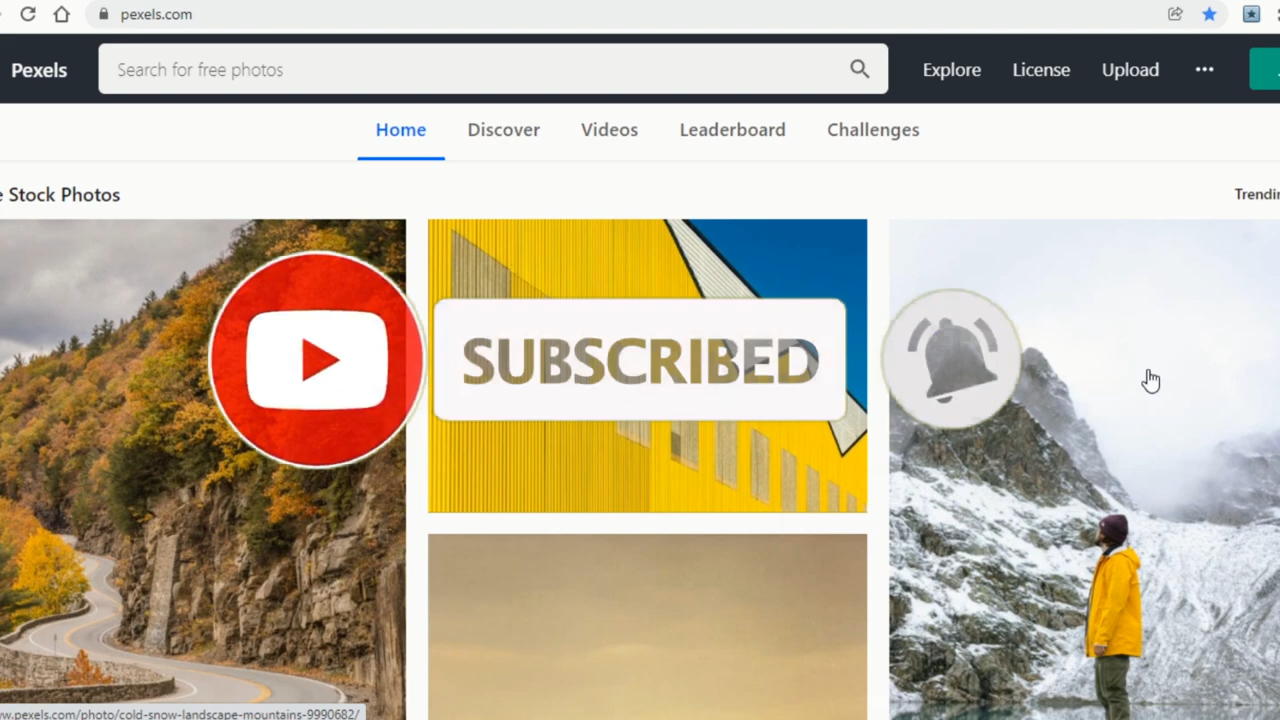 pexels.com
Pexels
Search for free photos
Explore
License
Upload
Home
Discover
Videos
Leaderboard
Challenges
e Stock Photos
Trendin
SUBSCRIBED
w.pexels.com/photo/cold-snow-landscape-mountains-9990682/